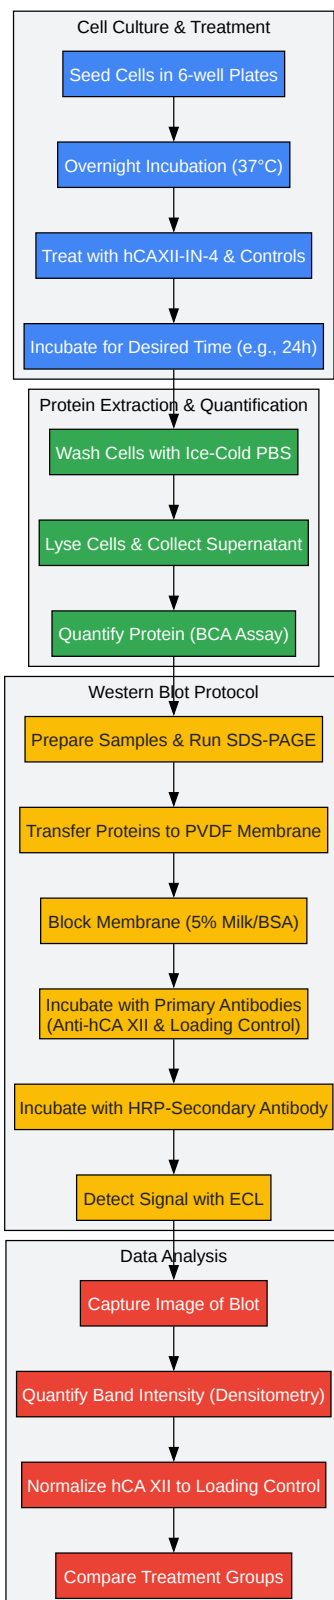 Cell Culture & Treatment
Seed Cells in 6-well Plates
Overnight Incubation (37°C)
Treat with hCAXII-IN-4 & Controls
Incubate for Desired Time (e.g., 24h)
Protein Extraction & Quantification
Wash Cells with Ice-Cold PBS
Lyse Cells & Collect Supernatant
Quantify Protein (BCA Assay)
Western Blot Protocol
Prepare Samples & Run SDS-PAGE
Transfer Proteins to PVDF Membrane
Block Membrane (5% Milk/BSA)
Incubate with Primary Antibodies
(Anti-hCA XII & Loading Control)
Incubate with HRP-Secondary Antibody
Detect Signal with ECL
Data Analysis
Capture Image of Blot
Quantify Band Intensity (Densitometry)
Normalize hCA XII to Loading Control
Compare Treatment Groups